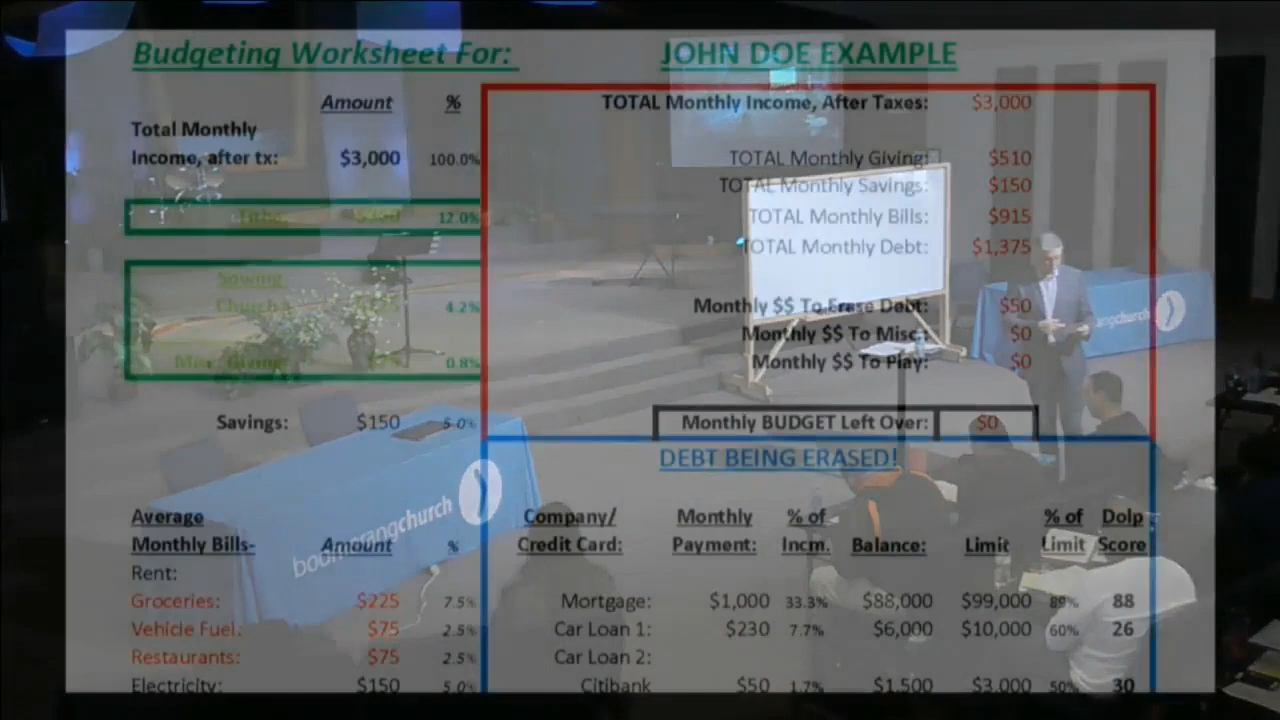 Budgeting Worksheet For:
JOHN DOE EXAMPLE
Amount %
Total Monthly
Income, after tx: $3,000 100.0%
Tithe: 12.0%
Sowing
Church 4.2%
Misc Giving 0.8%
Savings: $150 5.0%
Average
Monthly Bills- Amount %
Rent:
Groceries: $225 7.5%
Vehicle Fuel: $75 2.5%
Restaurants: $75 2.5%
Electricity: $150 5.0%
TOTAL Monthly Income, After Taxes: $3,000
TOTAL Monthly Giving: $510
TOTAL Monthly Savings: $150
TOTAL Monthly Bills: $915
TOTAL Monthly Debt: $1,375
Monthly $$ To Erase Debt: $50
Monthly $$ To Misc: $0
Monthly $$ To Play: $0
Monthly BUDGET Left Over: $0
DEBT BEING ERASED!
Company/ Monthly % of % of Dolp
Credit Card: Payment: Incm. Balance: Limit Limit Score
Mortgage: $1,000 33.3% $88,000 $99,000 89% 88
Car Loan 1: $230 7.7% $6,000 $10,000 60% 26
Car Loan 2:
Citibank $50 1.7% $1,500 $3,000 50% 30
boomerangchurch
angchurch